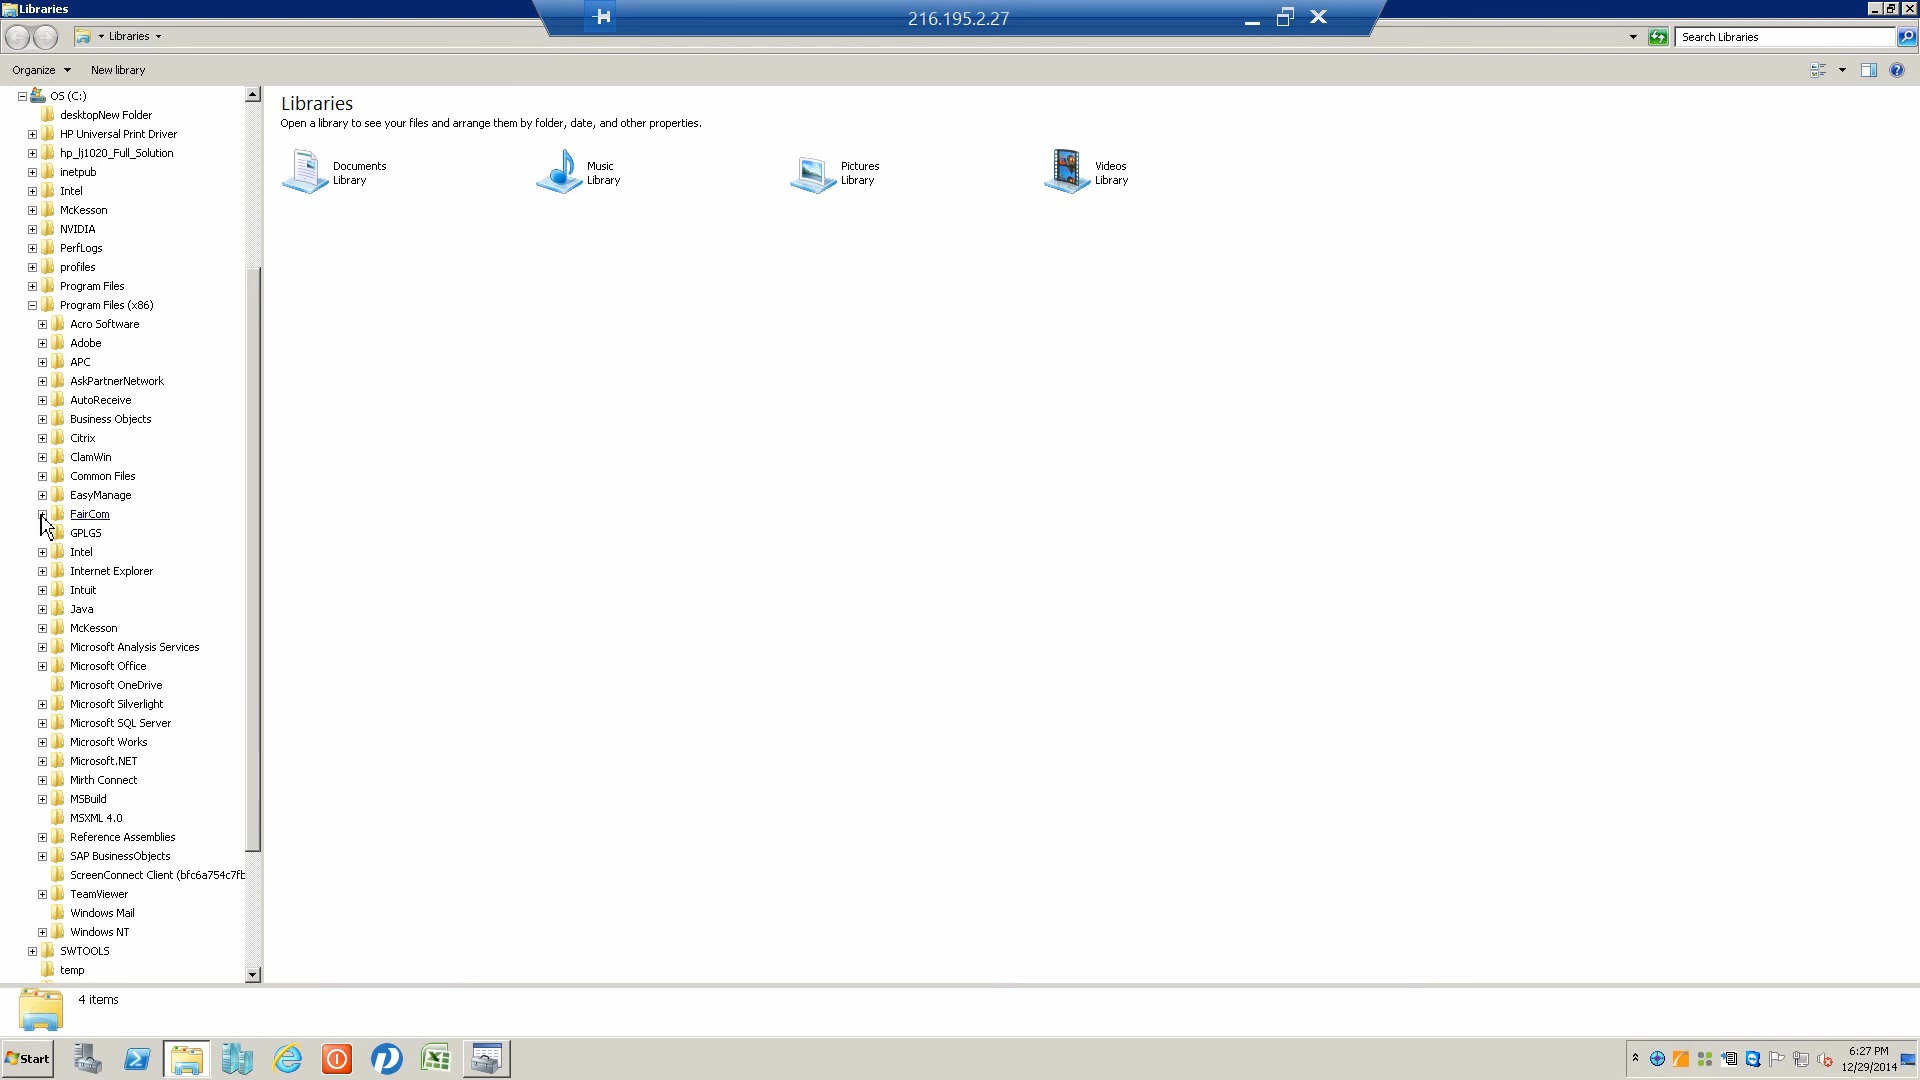 Libraries
216.195.2.27
Libraries
Search Libraries
Organize
New library
OS (C:)
desktopNew Folder
HP Universal Print Driver
hp_lj1020_Full_Solution
inetpub
Intel
McKesson
NVIDIA
PerfLogs
profiles
Program Files
Program Files (x86)
Acro Software
Adobe
APC
AskPartnerNetwork
AutoReceive
Business Objects
Citrix
ClamWin
Common Files
EasyManage
FairCom
GPLGS
Intel
Internet Explorer
Intuit
Java
McKesson
Microsoft Analysis Services
Microsoft Office
Microsoft OneDrive
Microsoft Silverlight
Microsoft SQL Server
Microsoft Works
Microsoft.NET
Mirth Connect
MSBuild
MSXML 4.0
Reference Assemblies
SAP BusinessObjects
ScreenConnect Client (bfc6a754c7fb
TeamViewer
Windows Mail
Windows NT
SWTOOLS
temp
Libraries
Open a library to see your files and arrange them by folder, date, and other properties.
Documents
Library
Music
Library
Pictures
Library
Videos
Library
4 items
Start
6:27 PM
12/29/2014